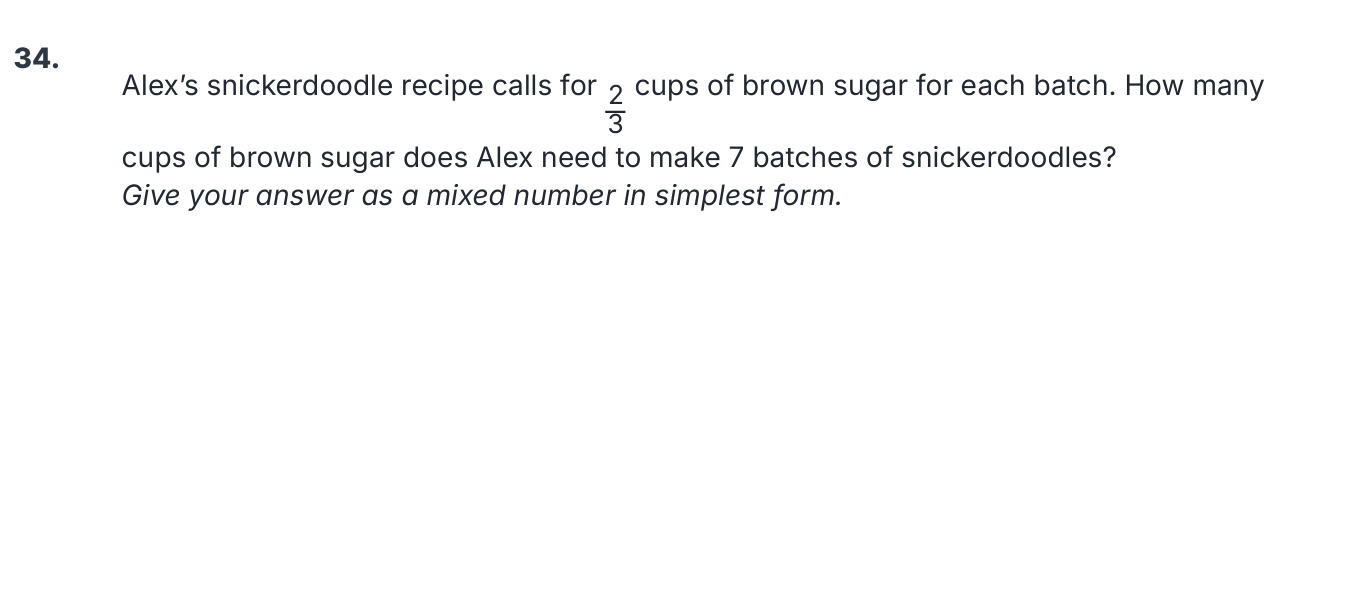 34.
Alex’s snickerdoodle recipe calls for 2/3 cups of brown sugar for each batch. How many
cups of brown sugar does Alex need to make 7 batches of snickerdoodles?
Give your answer as a mixed number in simplest form.